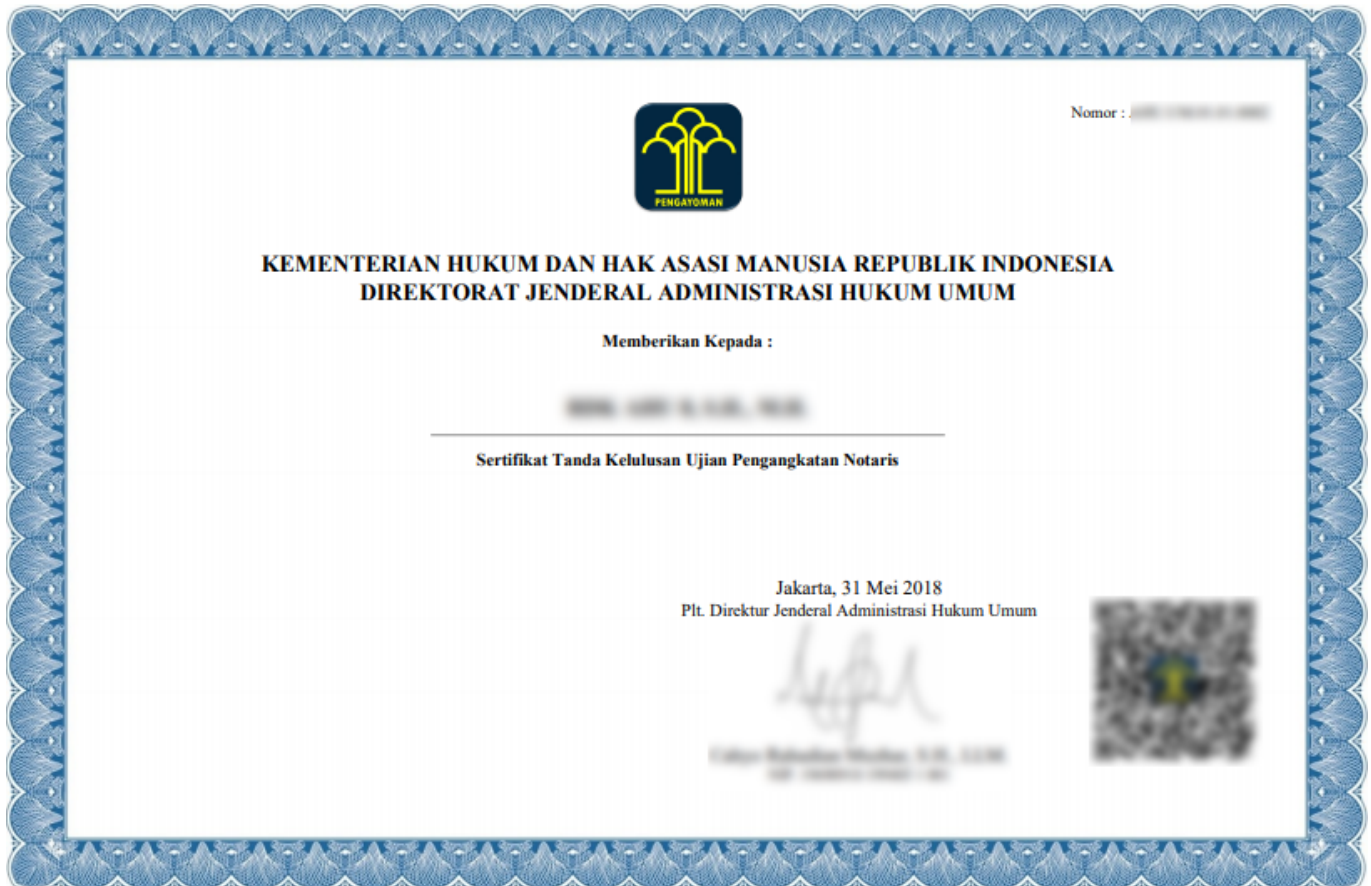 Nomor :
PENGAYOMAN
KEMENTERIAN HUKUM DAN HAK ASASI MANUSIA REPUBLIK INDONESIA
DIREKTORAT JENDERAL ADMINISTRASI HUKUM UMUM
Memberikan Kepada :
Sertifikat Tanda Kelulusan Ujian Pengangkatan Notaris
Jakarta, 31 Mei 2018
Plt. Direktur Jenderal Administrasi Hukum Umum